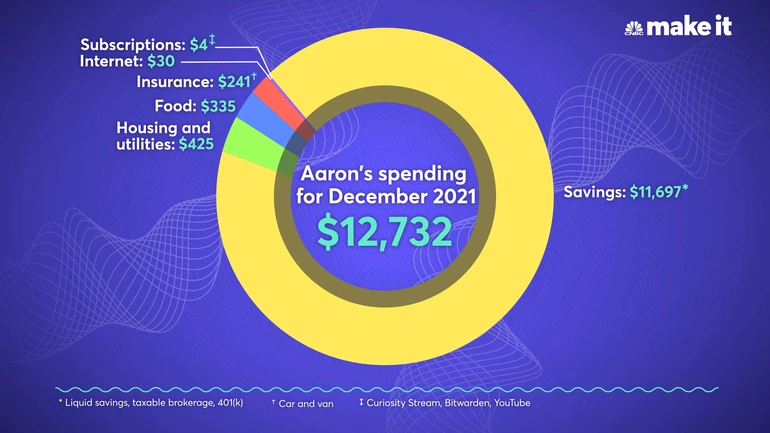 CNBC make it
Subscriptions: $4‡
Internet: $30
Insurance: $241†
Food: $335
Housing and
utilities: $425
Aaron's spending
for December 2021
$12,732
Savings: $11,697*
* Liquid savings, taxable brokerage, 401(k) † Car and van ‡ Curiosity Stream, Bitwarden, YouTube